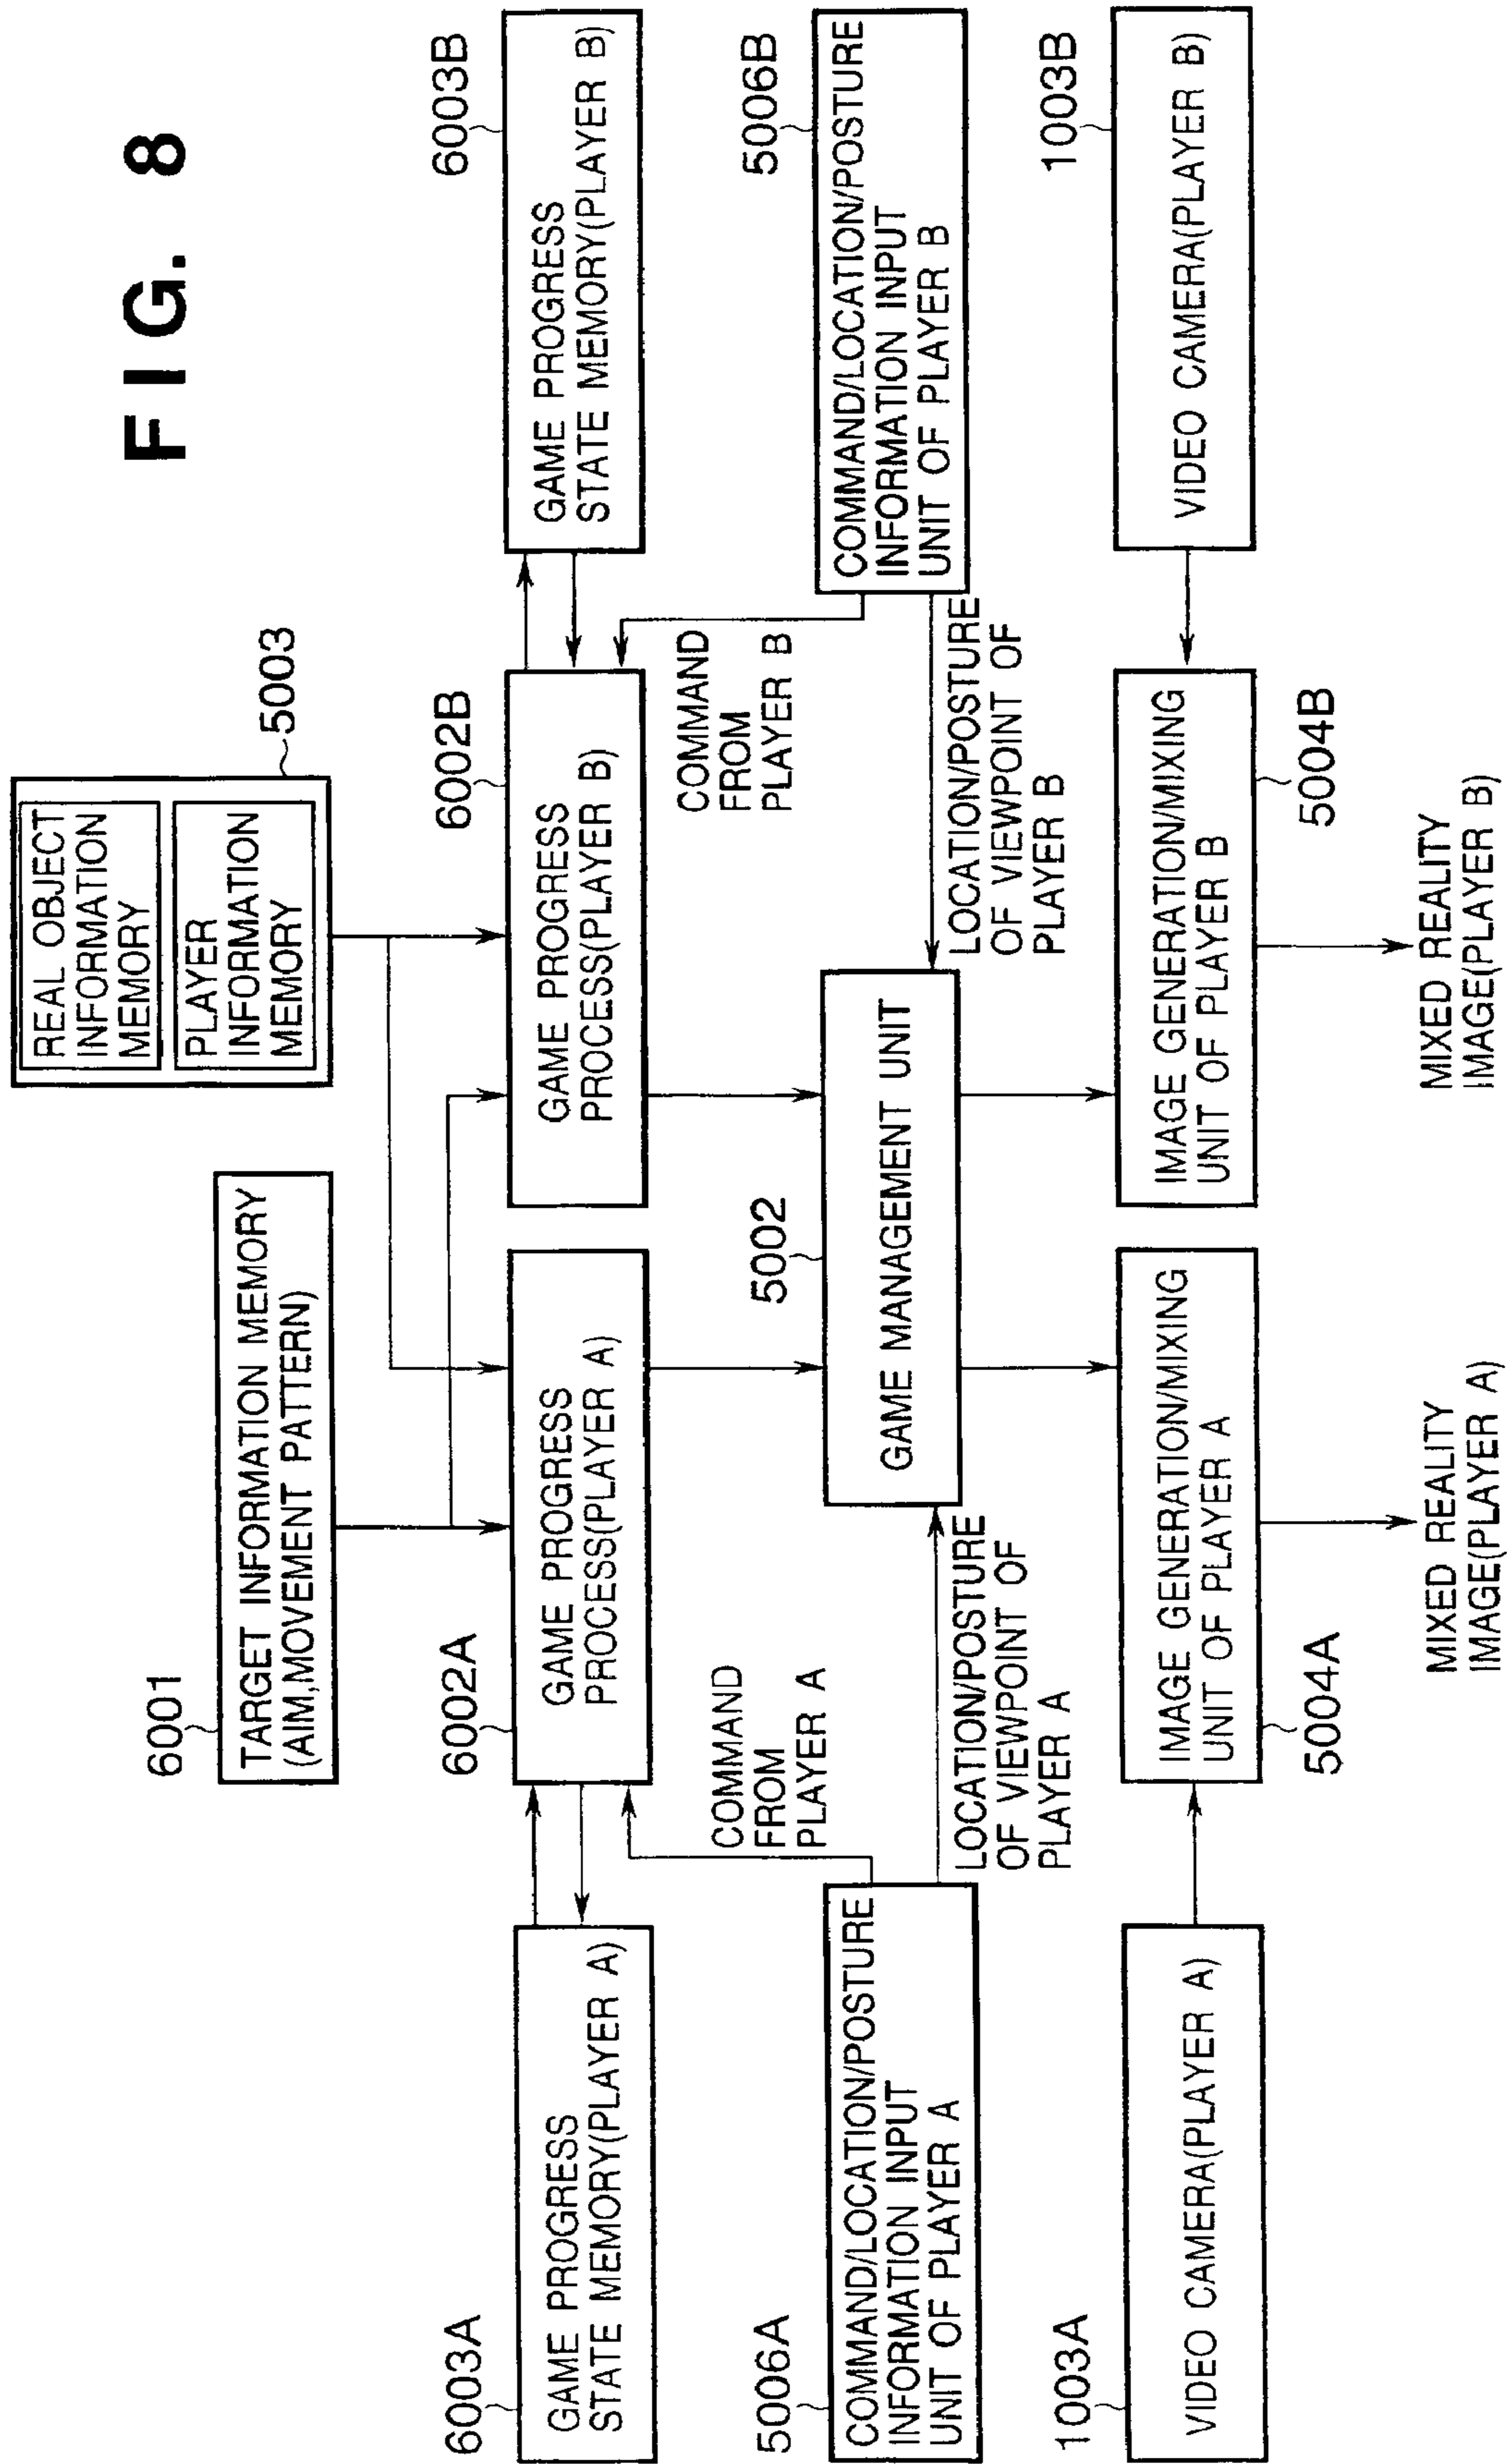 FIG. 8
REAL OBJECT
INFORMATION
MEMORY
PLAYER
INFORMATION
MEMORY
5003
6001
TARGET INFORMATION MEMORY
(AIM,MOVEMENT PATTERN)
6003A
GAME PROGRESS
STATE MEMORY(PLAYER A)
6002A
GAME PROGRESS
PROCESS(PLAYER A)
6002B
GAME PROGRESS
PROCESS(PLAYER B)
6003B
GAME PROGRESS
STATE MEMORY(PLAYER B)
COMMAND
FROM
PLAYER A
COMMAND
FROM
PLAYER B
5006A
COMMAND/LOCATION/POSTURE
INFORMATION INPUT
UNIT OF PLAYER A
5002
GAME MANAGEMENT UNIT
5006B
COMMAND/LOCATION/POSTURE
INFORMATION INPUT
UNIT OF PLAYER B
LOCATION/POSTURE
OF VIEWPOINT OF
PLAYER A
LOCATION/POSTURE
OF VIEWPOINT OF
PLAYER B
1003A
VIDEO CAMERA(PLAYER A)
IMAGE GENERATION/MIXING
UNIT OF PLAYER A
5004A
IMAGE GENERATION/MIXING
UNIT OF PLAYER B
5004B
1003B
VIDEO CAMERA(PLAYER B)
MIXED REALITY
IMAGE(PLAYER A)
MIXED REALITY
IMAGE(PLAYER B)